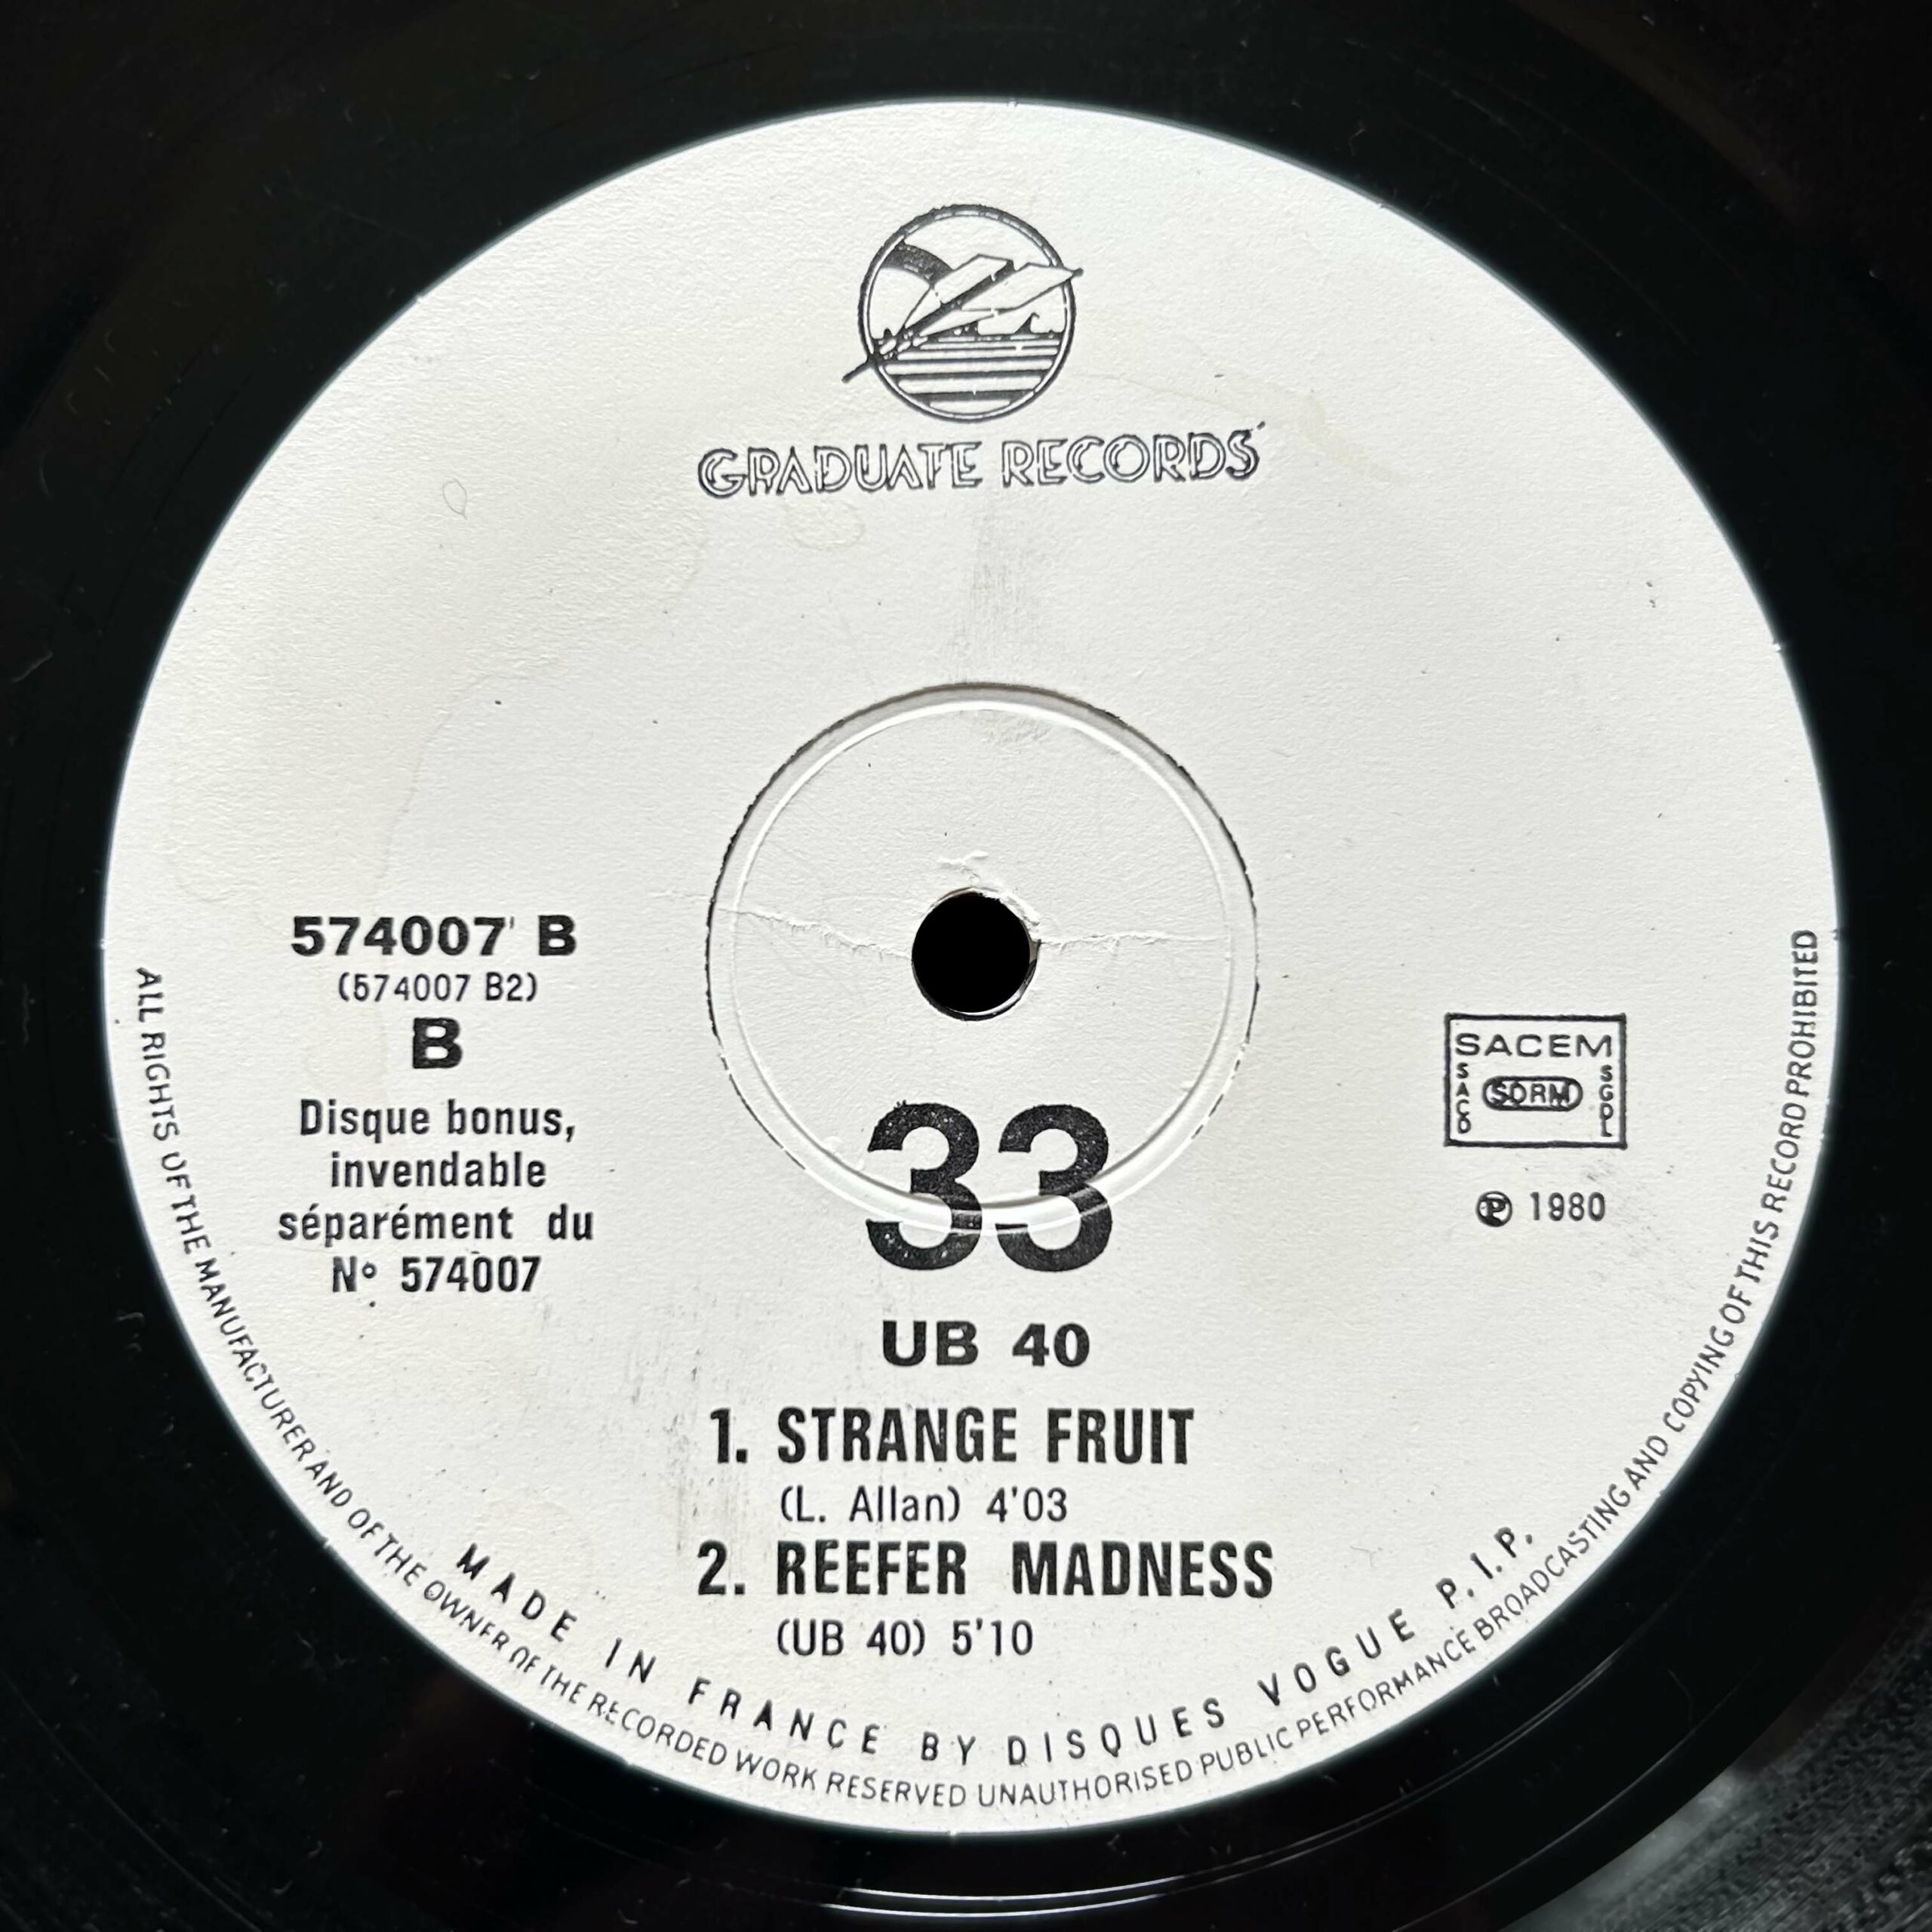 GRADUATE RECORDS
574007 B
(574007 B2)
B
Disque bonus,
invendable
séparément du
N° 574007
33
SACEM
SACD
SDRM
SGDL
℗ 1980
UB 40
1. STRANGE FRUIT
(L. Allan) 4'03
2. REEFER MADNESS
(UB 40) 5'10
MADE IN FRANCE BY DISQUES VOGUE P.I.P.
ALL RIGHTS OF THE MANUFACTURER AND OF THE OWNER OF THE RECORDED WORK RESERVED UNAUTHORISED PUBLIC PERFORMANCE BROADCASTING AND COPYING OF THIS RECORD PROHIBITED